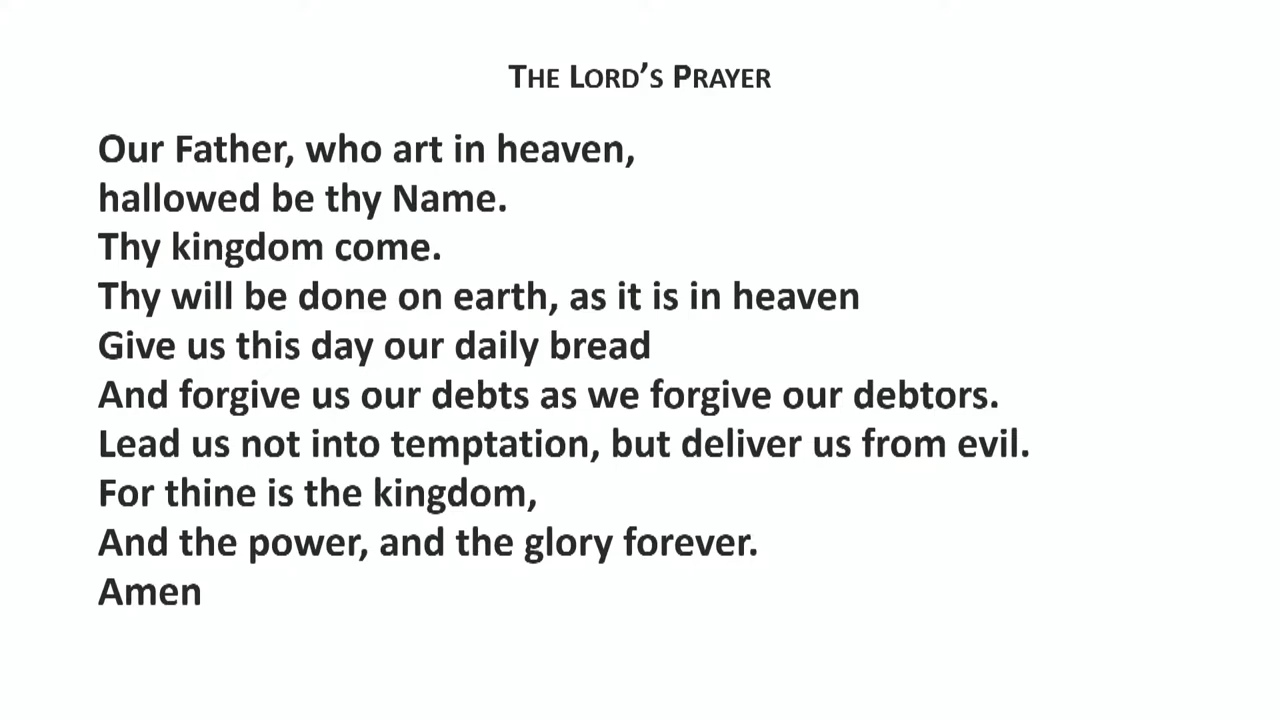 THE LORD’S PRAYER
Our Father, who art in heaven,
hallowed be thy Name.
Thy kingdom come.
Thy will be done on earth, as it is in heaven
Give us this day our daily bread
And forgive us our debts as we forgive our debtors.
Lead us not into temptation, but deliver us from evil.
For thine is the kingdom,
And the power, and the glory forever.
Amen